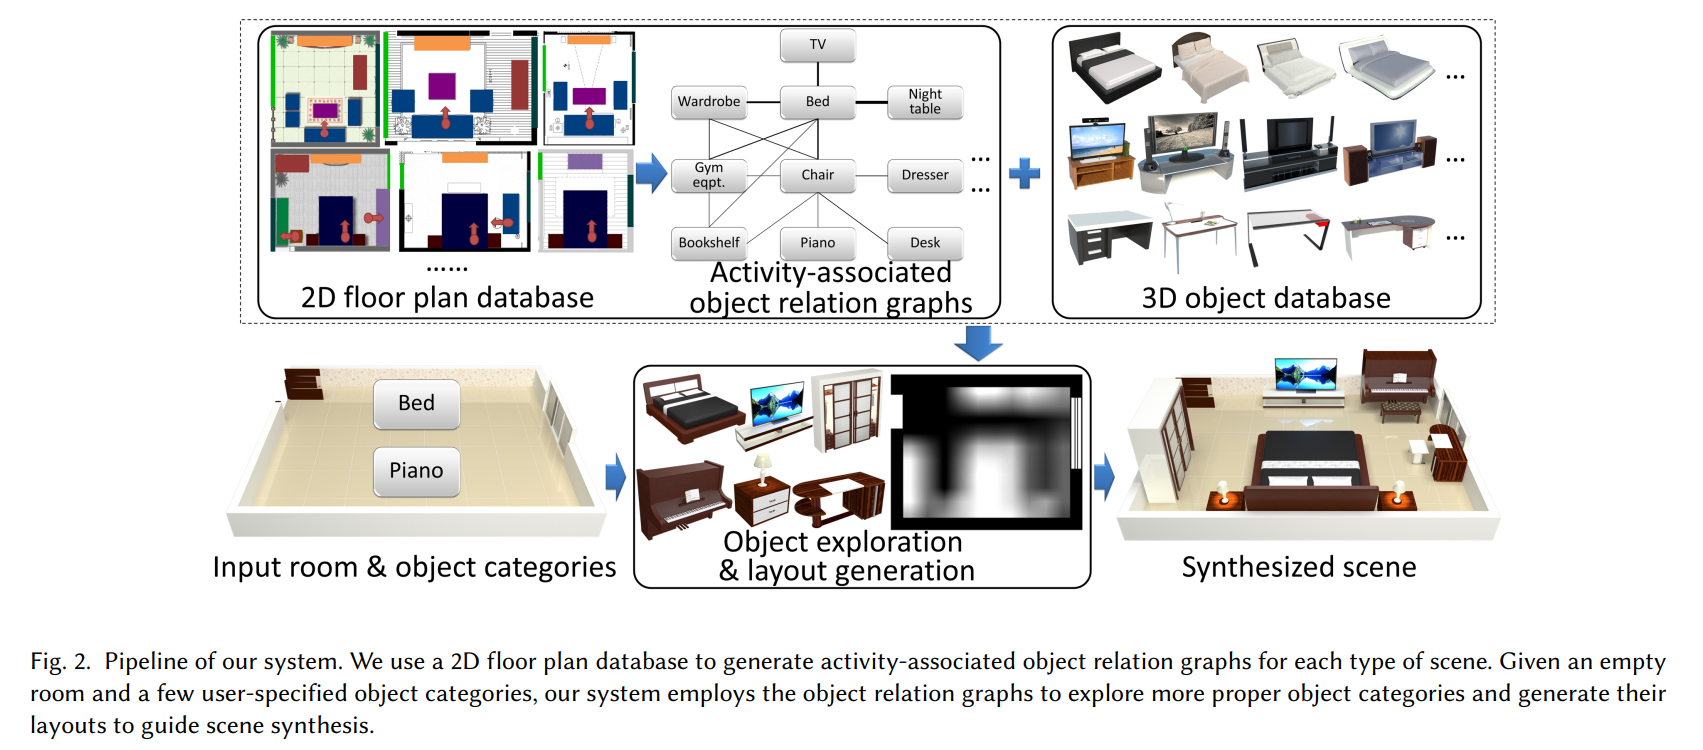 TV
Wardrobe
Bed
Night
table
Gym
eqpt.
Chair
Dresser
...
...
Bookshelf
Piano
Desk
......
2D floor plan database
Activity-associated
object relation graphs
...
...
...
3D object database
Bed
Piano
Input room & object categories
Object exploration
& layout generation
Synthesized scene
Fig. 2. Pipeline of our system. We use a 2D floor plan database to generate activity-associated object relation graphs for each type of scene. Given an empty
room and a few user-specified object categories, our system employs the object relation graphs to explore more proper object categories and generate their
layouts to guide scene synthesis.